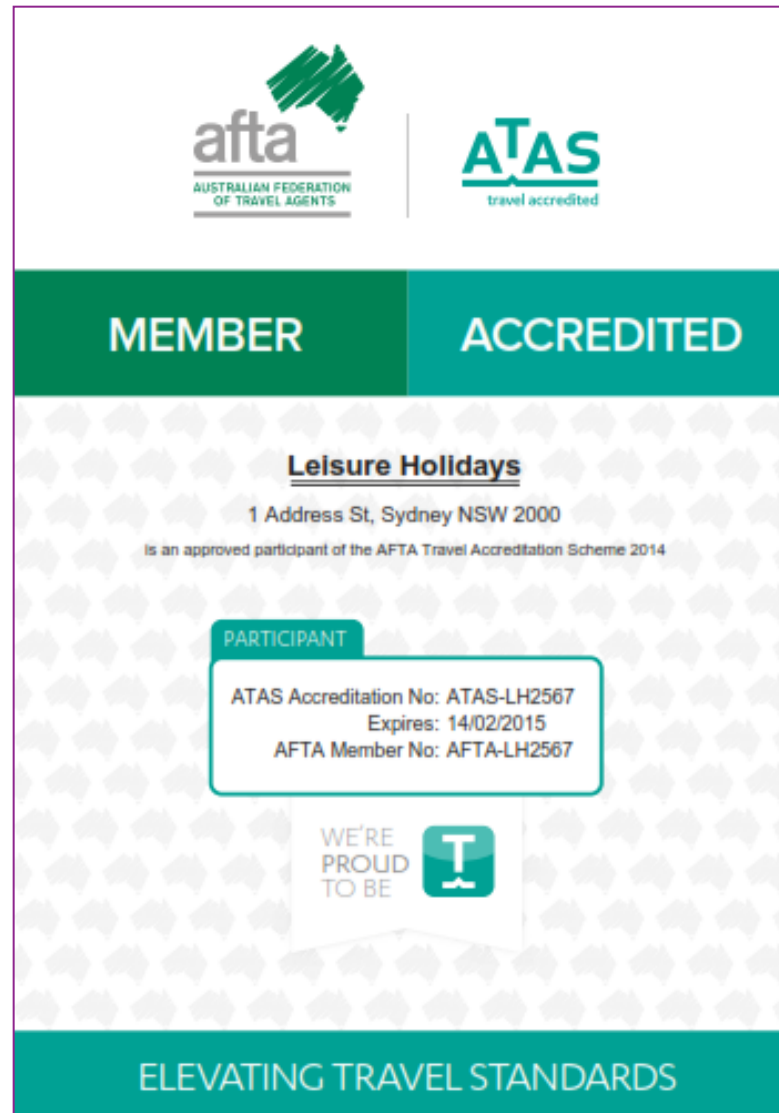 afta
AUSTRALIAN FEDERATION
OF TRAVEL AGENTS
ATAS
travel accredited
MEMBER
ACCREDITED
Leisure Holidays
1 Address St, Sydney NSW 2000
Is an approved participant of the AFTA Travel Accreditation Scheme 2014
PARTICIPANT
ATAS Accreditation No: ATAS-LH2567
Expires: 14/02/2015
AFTA Member No: AFTA-LH2567
WE'RE
PROUD
TO BE
T
ELEVATING TRAVEL STANDARDS